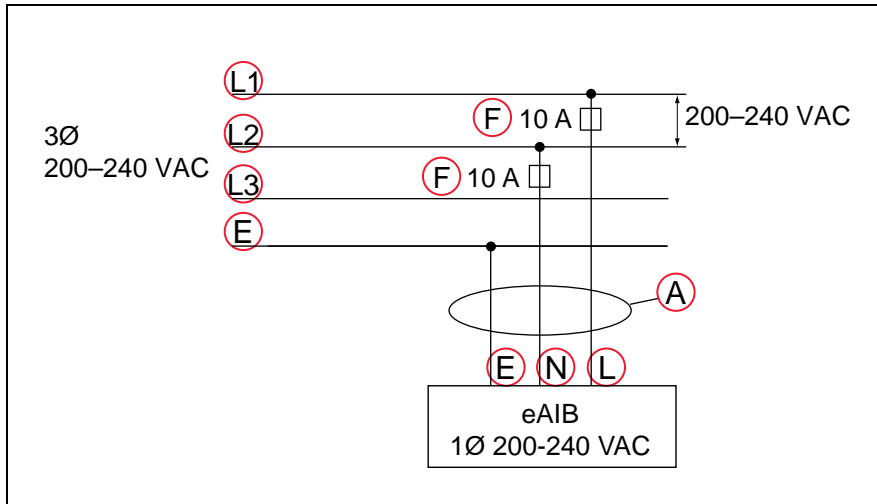 L1
F 10 A
200–240 VAC
3Ø
200–240 VAC
L2
F 10 A
L3
E
A
E N L
eAIB
1Ø 200-240 VAC